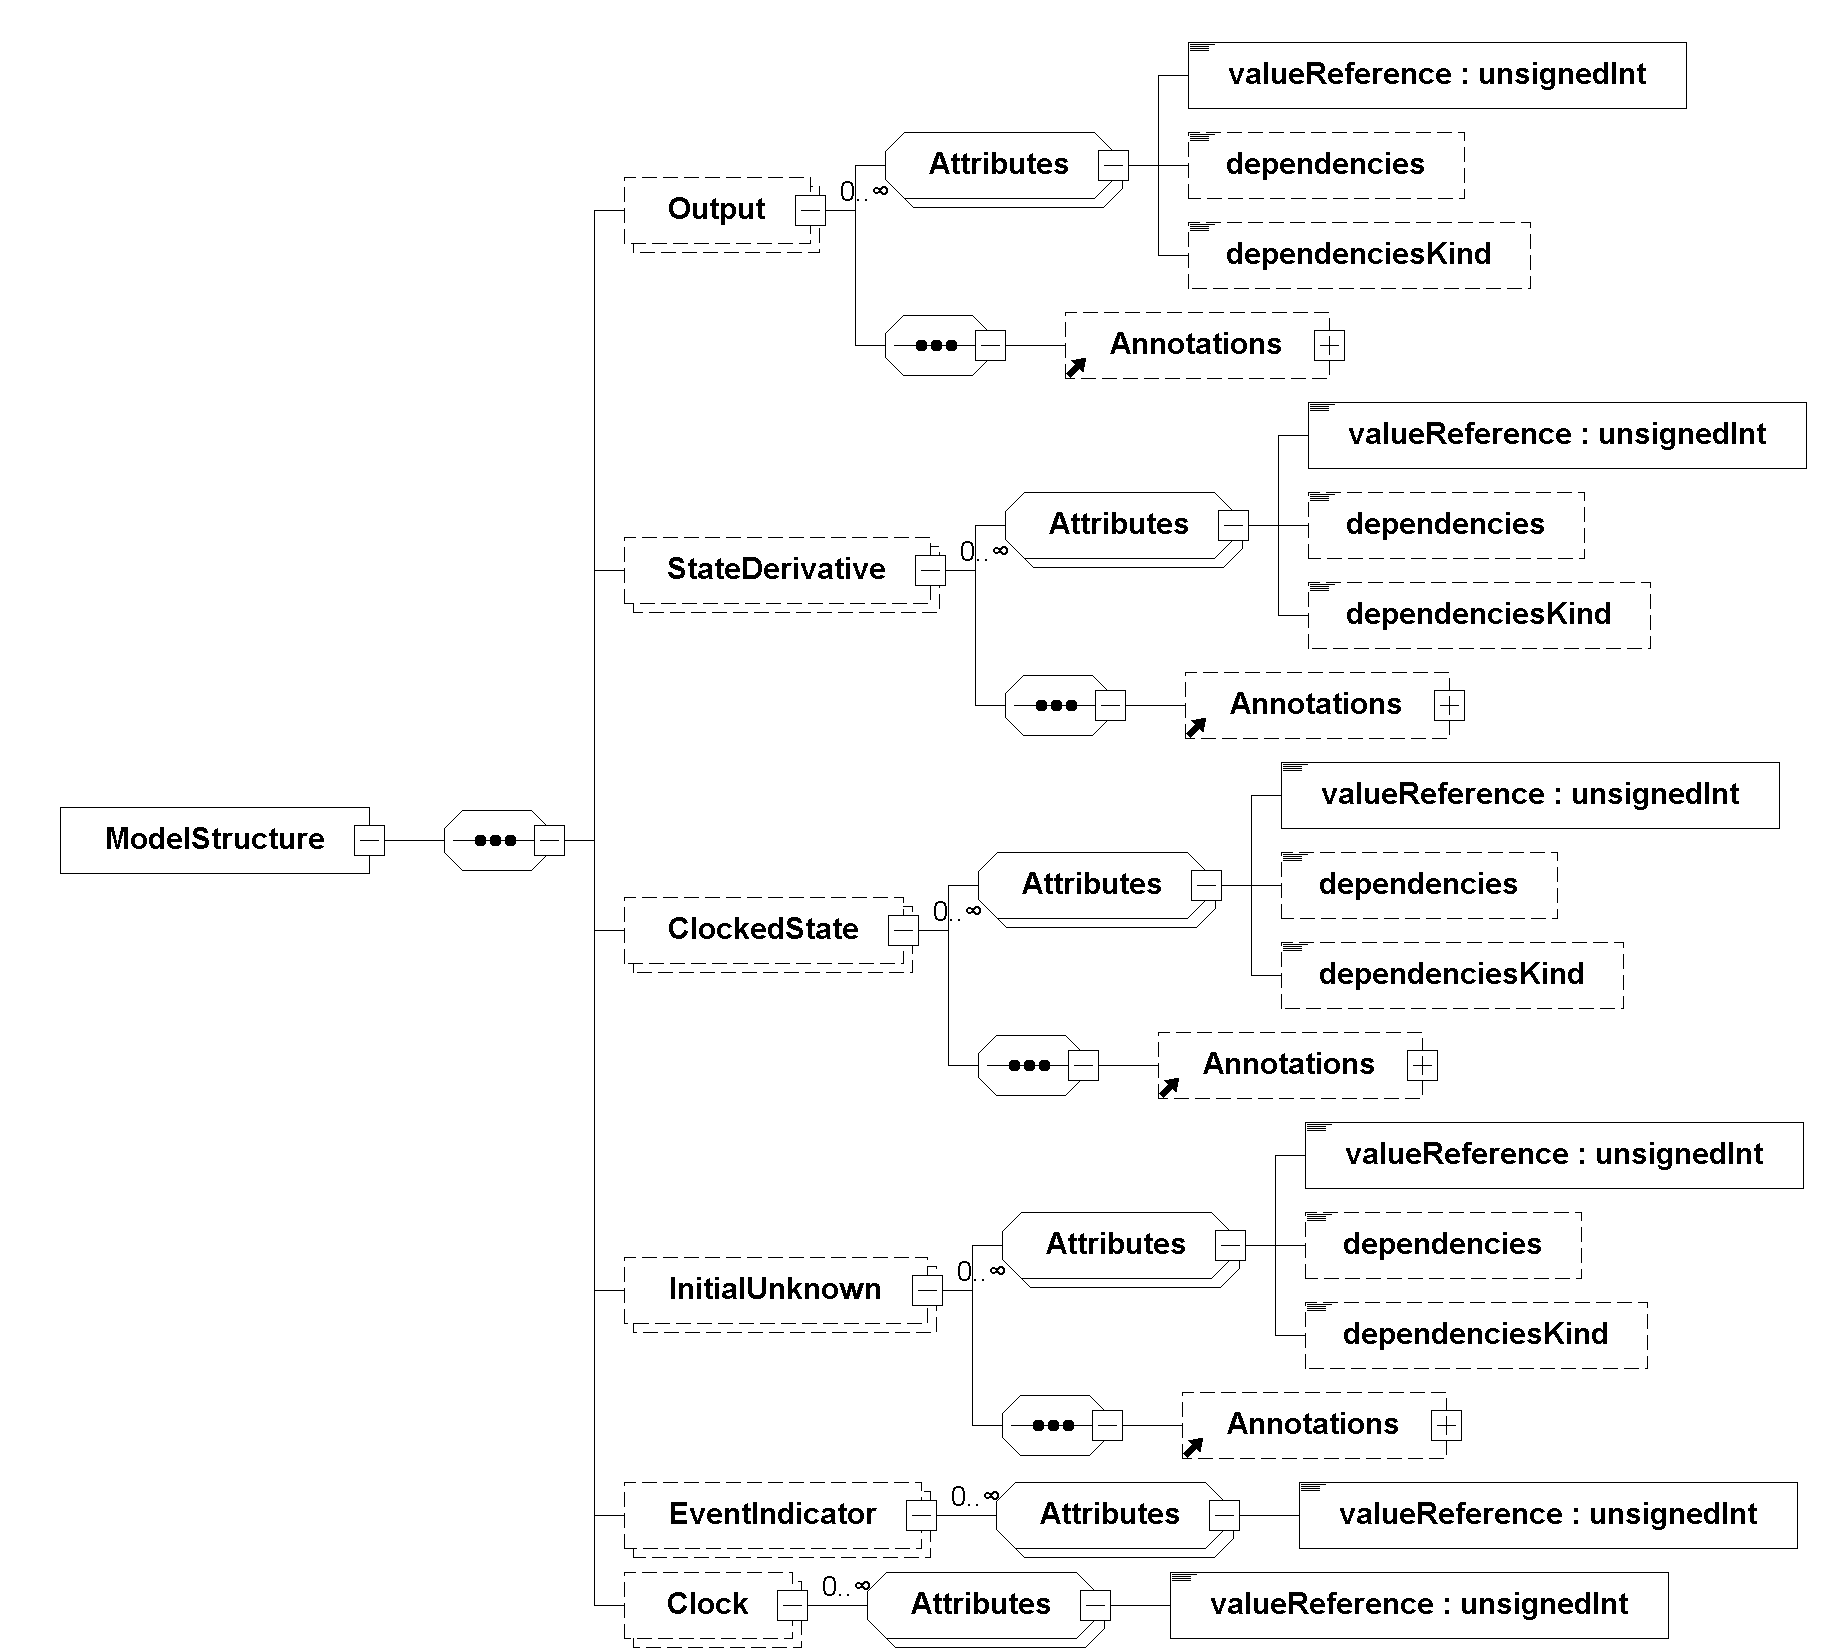 valueReference : unsignedInt
Attributes
dependencies
Output
0..∞
dependenciesKind
Annotations
valueReference : unsignedInt
Attributes
dependencies
StateDerivative
0..∞
dependenciesKind
Annotations
ModelStructure
valueReference : unsignedInt
Attributes
dependencies
ClockedState
0..∞
dependenciesKind
Annotations
valueReference : unsignedInt
Attributes
dependencies
InitialUnknown
0..∞
dependenciesKind
Annotations
EventIndicator
0..∞
Attributes
valueReference : unsignedInt
Clock
0..∞
Attributes
valueReference : unsignedInt